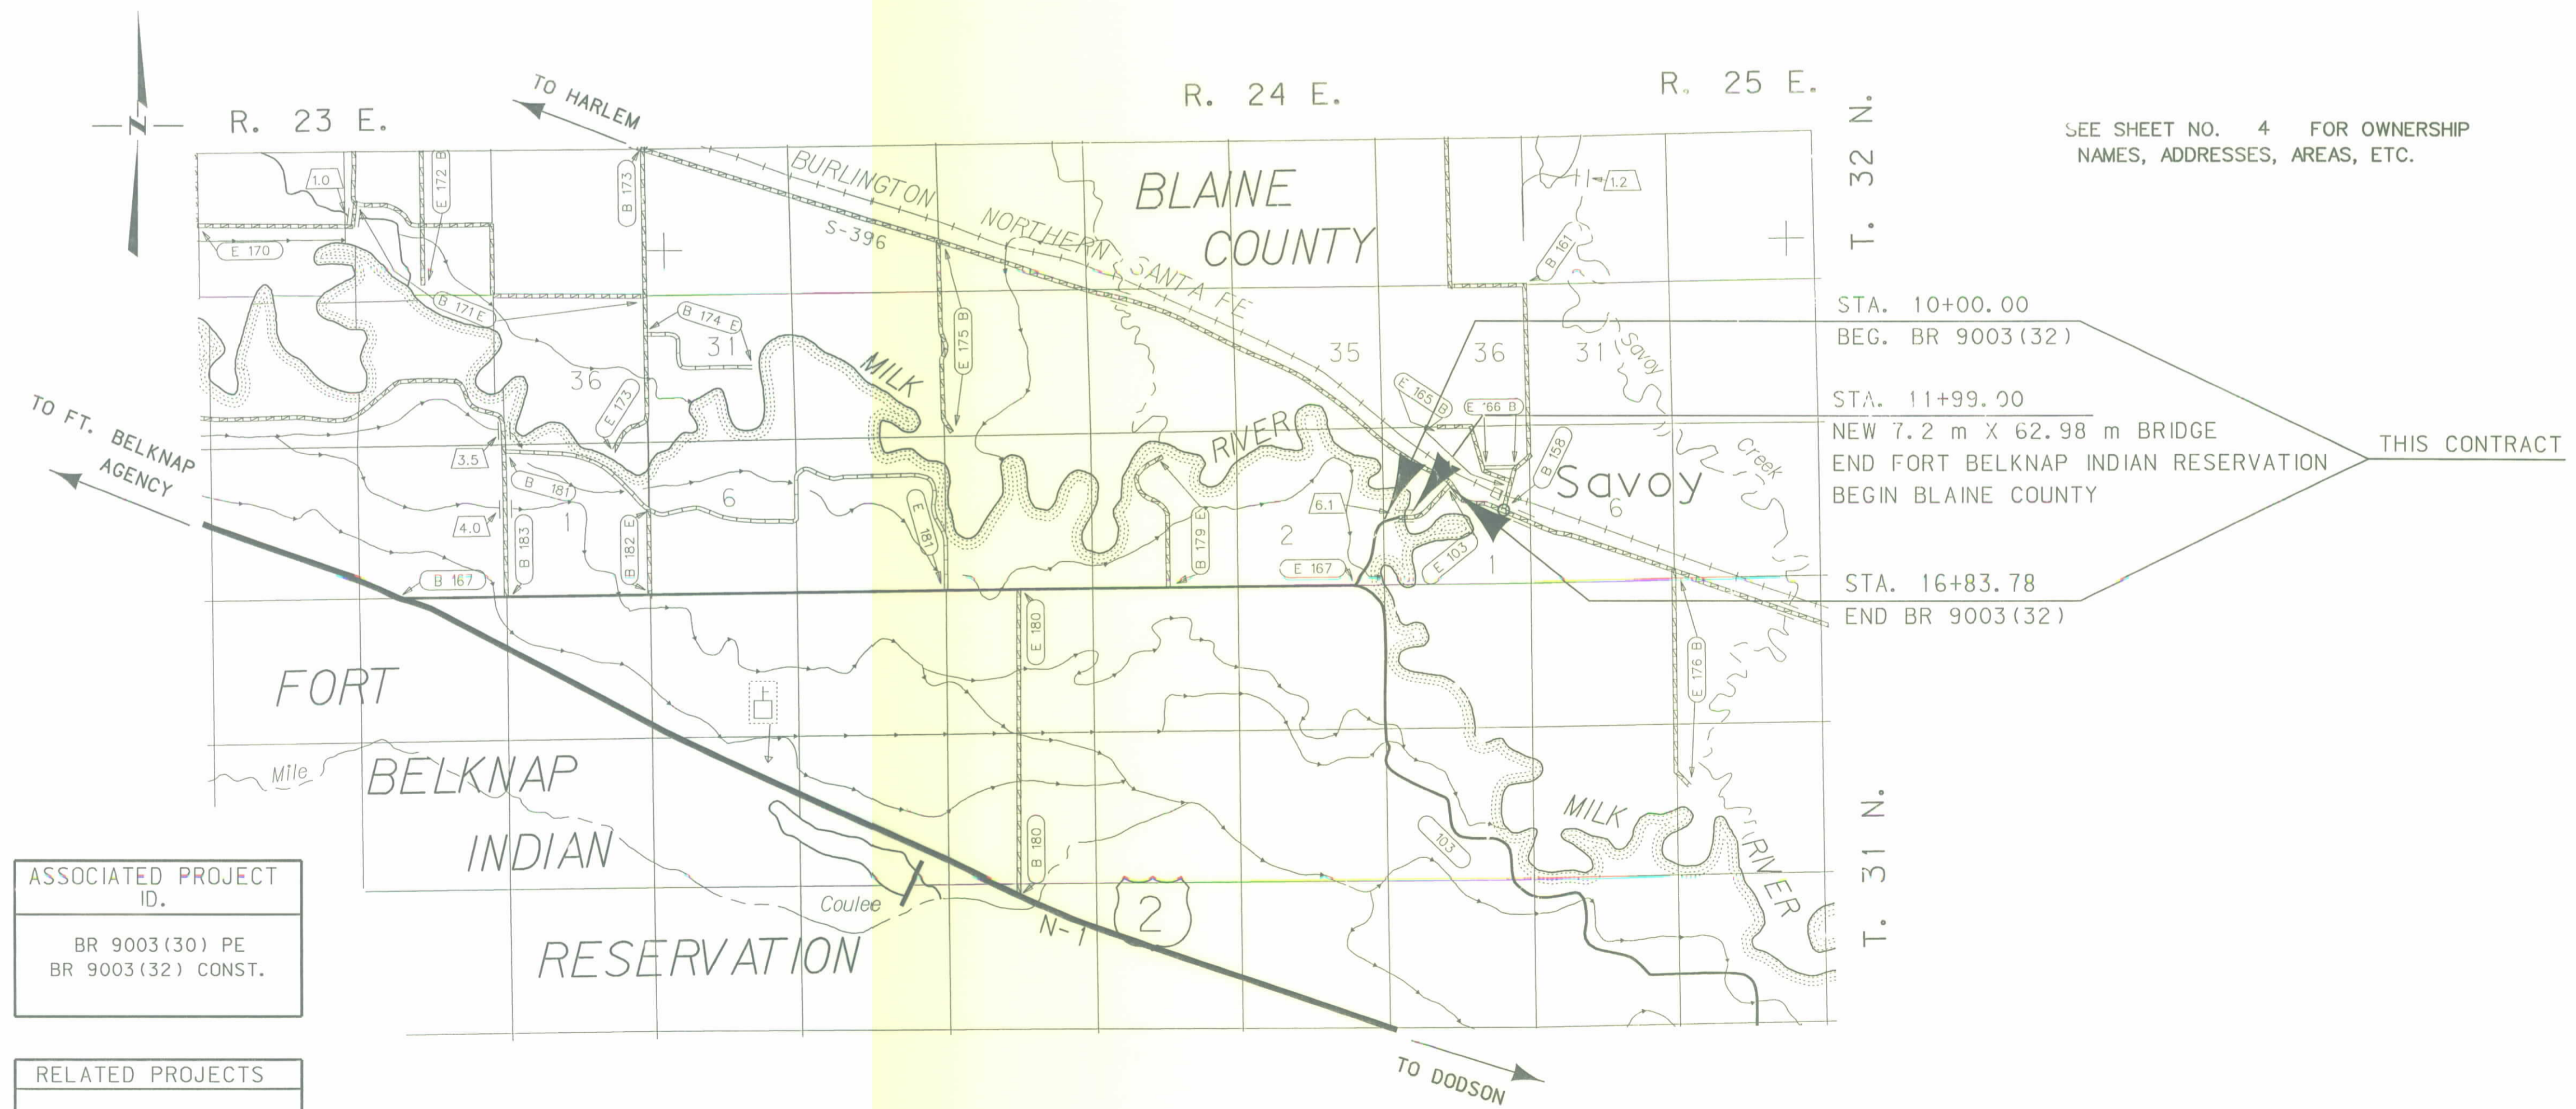 R. 23 E.
TO HARLEM
R. 24 E.
R. 25 E.
T. 32 N.
SEE SHEET NO. 4 FOR OWNERSHIP
NAMES, ADDRESSES, AREAS, ETC.
N
1.0
E 172 B
B 173
BURLINGTON NORTHERN SANTA FE
S-396
BLAINE
COUNTY
1.2
B 161
E 170
B 171 E
B 174 E
31
E 175 B
35
36
31
Savoy
Creek
STA. 10+00.00
BEG. BR 9003(32)
STA. 11+99.00
NEW 7.2 m X 62.98 m BRIDGE
END FORT BELKNAP INDIAN RESERVATION
BEGIN BLAINE COUNTY
THIS CONTRACT
STA. 16+83.78
END BR 9003(32)
36
E 173
MILK
RIVER
E 165 B
E 166 B
B 158
Savoy
6
TO FT. BELKNAP
AGENCY
3.5
B 181
4.0
1
B 183
B 182 E
6
E 181
B 179 E
2
6.1
E 167
E 103
1
B 167
E 180
E 176 B
FORT
BELKNAP
INDIAN
RESERVATION
Mile
Coulee
B 180
N-1
2
103
MILK
RIVER
T. 31 N.
TO DODSON
ASSOCIATED PROJECT
ID.
BR 9003(30) PE
BR 9003(32) CONST.
RELATED PROJECTS